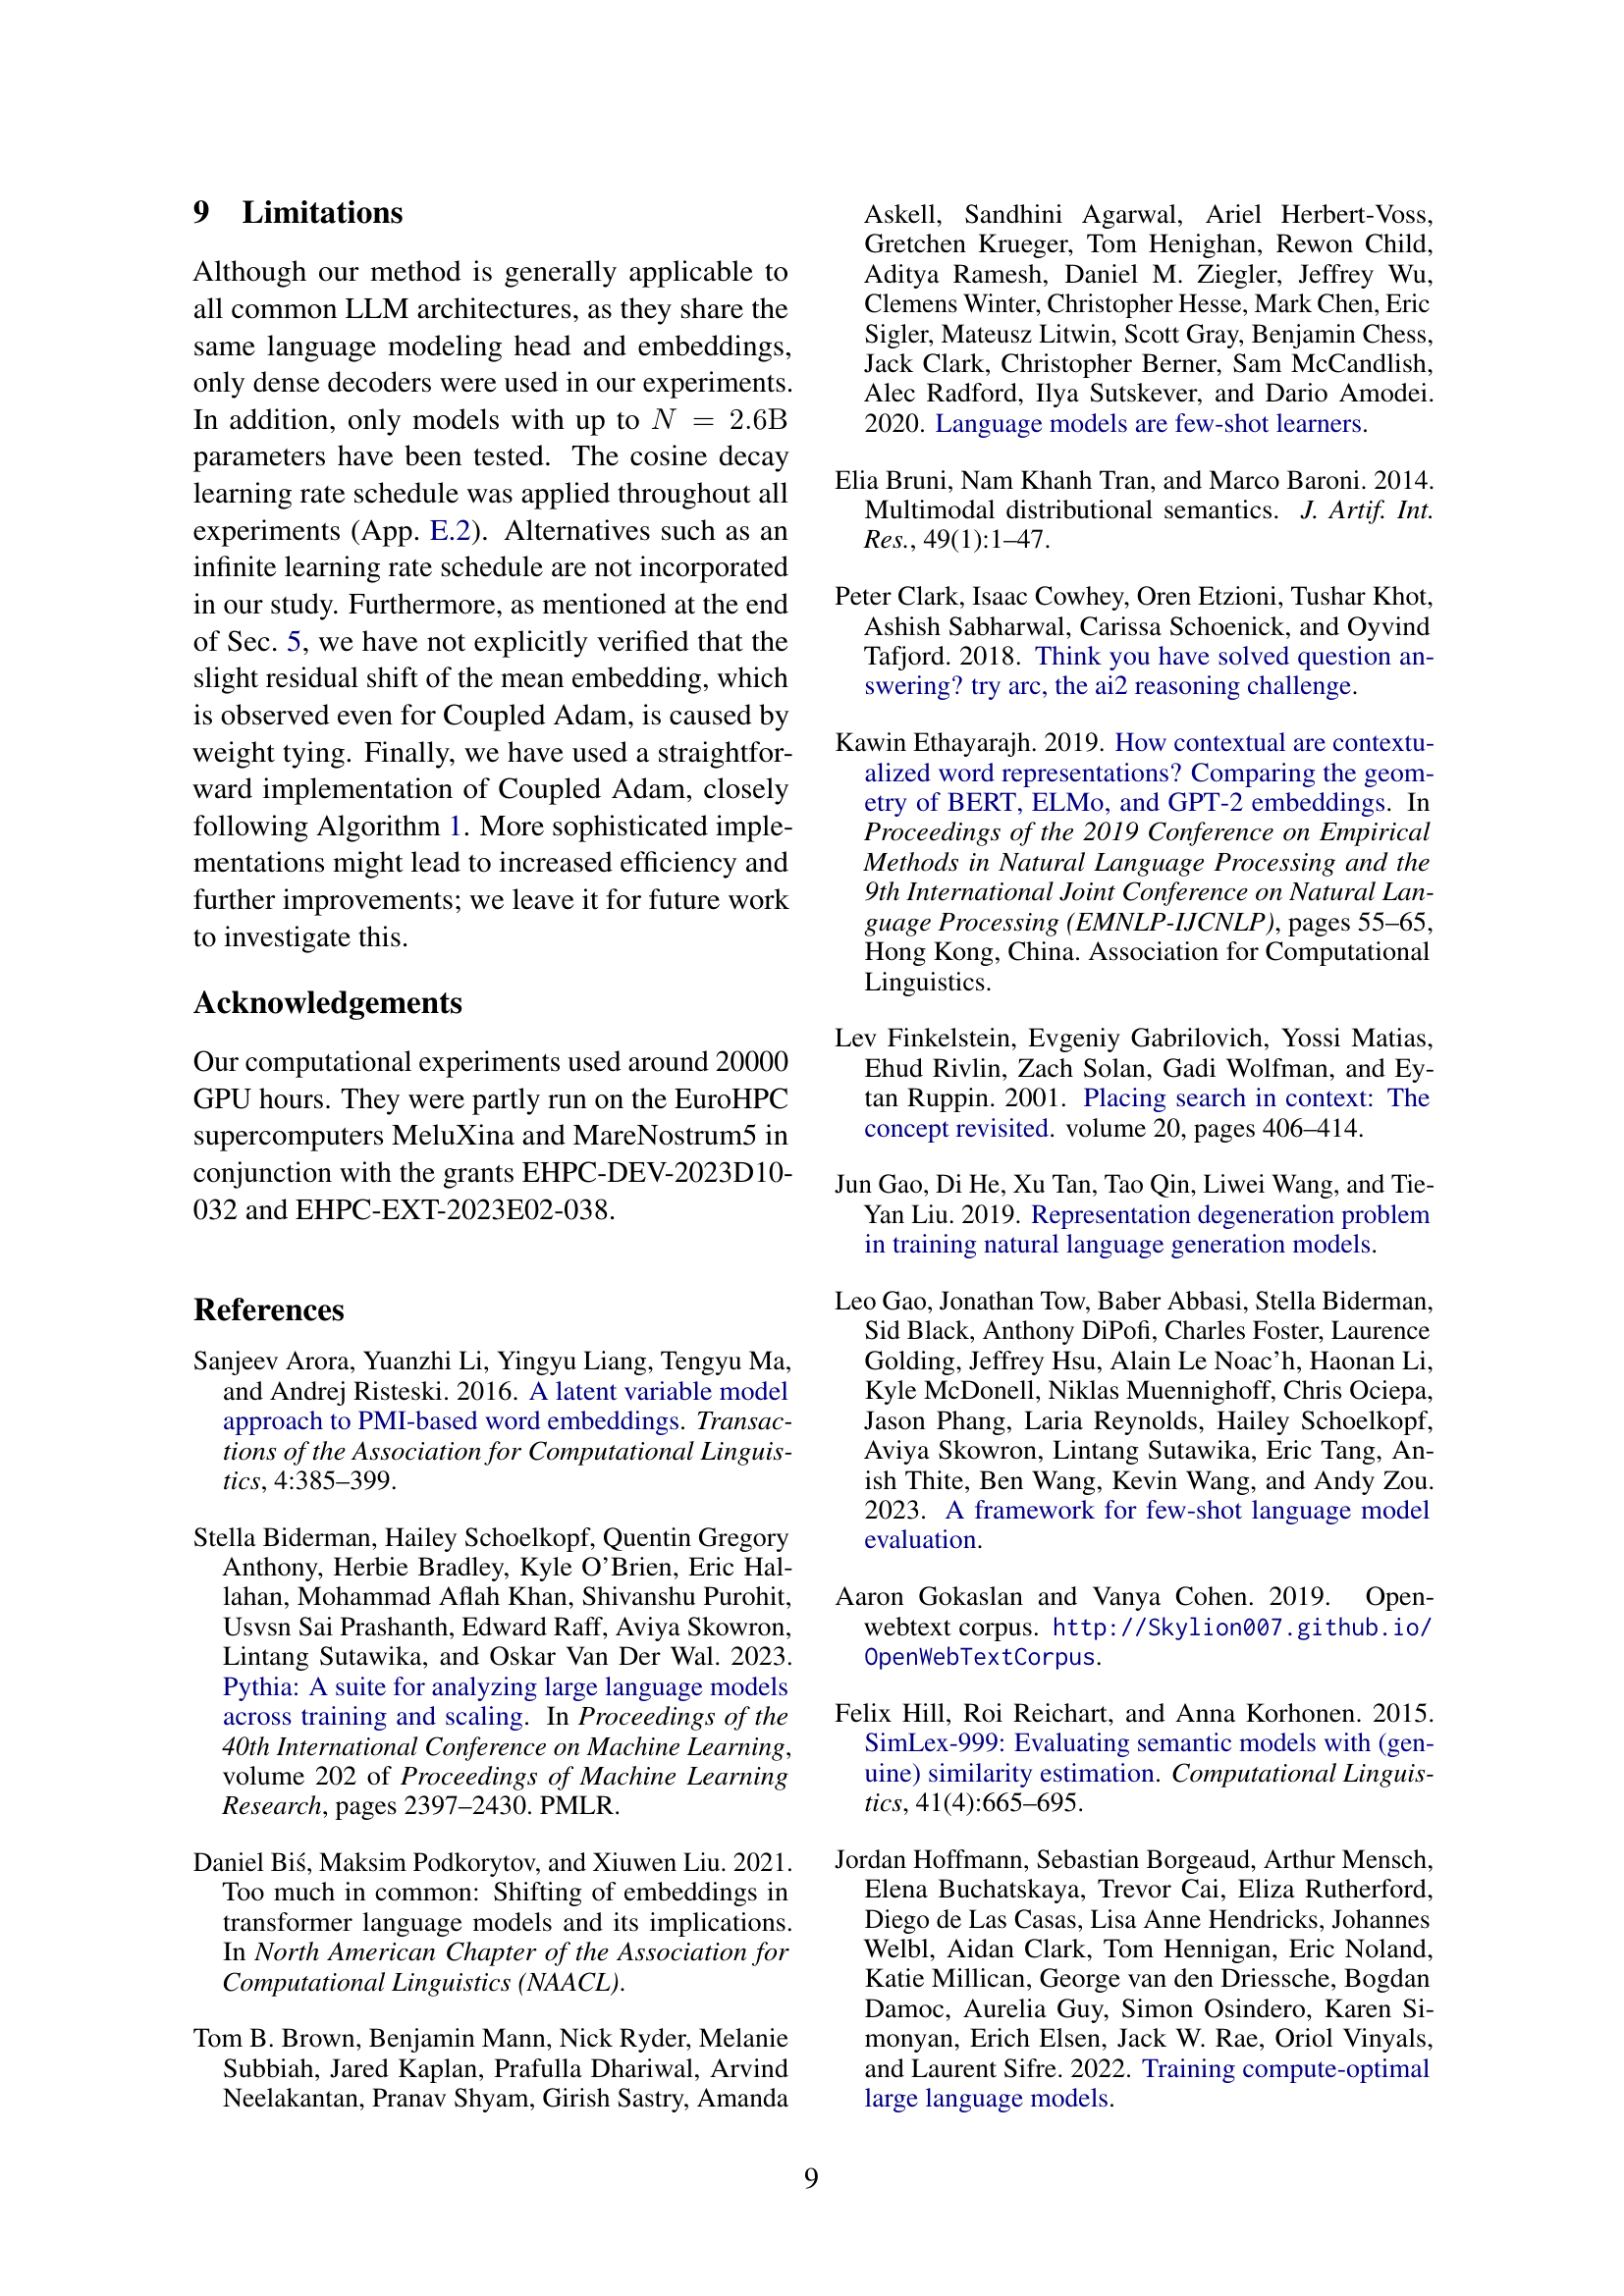 9 Limitations
Although our method is generally applicable to
all common LLM architectures, as they share the
same language modeling head and embeddings,
only dense decoders were used in our experiments.
In addition, only models with up to N = 2.6B
parameters have been tested. The cosine decay
learning rate schedule was applied throughout all
experiments (App. E.2). Alternatives such as an
infinite learning rate schedule are not incorporated
in our study. Furthermore, as mentioned at the end
of Sec. 5, we have not explicitly verified that the
slight residual shift of the mean embedding, which
is observed even for Coupled Adam, is caused by
weight tying. Finally, we have used a straightfor-
ward implementation of Coupled Adam, closely
following Algorithm 1. More sophisticated imple-
mentations might lead to increased efficiency and
further improvements; we leave it for future work
to investigate this.
Acknowledgements
Our computational experiments used around 20000
GPU hours. They were partly run on the EuroHPC
supercomputers MeluXina and MareNostrum5 in
conjunction with the grants EHPC-DEV-2023D10-
032 and EHPC-EXT-2023E02-038.
References
Sanjeev Arora, Yuanzhi Li, Yingyu Liang, Tengyu Ma,
and Andrej Risteski. 2016. A latent variable model
approach to PMI-based word embeddings. Transac-
tions of the Association for Computational Linguis-
tics, 4:385–399.
Stella Biderman, Hailey Schoelkopf, Quentin Gregory
Anthony, Herbie Bradley, Kyle O’Brien, Eric Hal-
lahan, Mohammad Aflah Khan, Shivanshu Purohit,
Usvsn Sai Prashanth, Edward Raff, Aviya Skowron,
Lintang Sutawika, and Oskar Van Der Wal. 2023.
Pythia: A suite for analyzing large language models
across training and scaling. In Proceedings of the
40th International Conference on Machine Learning,
volume 202 of Proceedings of Machine Learning
Research, pages 2397–2430. PMLR.
Daniel Biś, Maksim Podkorytov, and Xiuwen Liu. 2021.
Too much in common: Shifting of embeddings in
transformer language models and its implications.
In North American Chapter of the Association for
Computational Linguistics (NAACL).
Tom B. Brown, Benjamin Mann, Nick Ryder, Melanie
Subbiah, Jared Kaplan, Prafulla Dhariwal, Arvind
Neelakantan, Pranav Shyam, Girish Sastry, Amanda
Askell, Sandhini Agarwal, Ariel Herbert-Voss,
Gretchen Krueger, Tom Henighan, Rewon Child,
Aditya Ramesh, Daniel M. Ziegler, Jeffrey Wu,
Clemens Winter, Christopher Hesse, Mark Chen, Eric
Sigler, Mateusz Litwin, Scott Gray, Benjamin Chess,
Jack Clark, Christopher Berner, Sam McCandlish,
Alec Radford, Ilya Sutskever, and Dario Amodei.
2020. Language models are few-shot learners.
Elia Bruni, Nam Khanh Tran, and Marco Baroni. 2014.
Multimodal distributional semantics. J. Artif. Int.
Res., 49(1):1–47.
Peter Clark, Isaac Cowhey, Oren Etzioni, Tushar Khot,
Ashish Sabharwal, Carissa Schoenick, and Oyvind
Tafjord. 2018. Think you have solved question an-
swering? try arc, the ai2 reasoning challenge.
Kawin Ethayarajh. 2019. How contextual are contextu-
alized word representations? Comparing the geom-
etry of BERT, ELMo, and GPT-2 embeddings. In
Proceedings of the 2019 Conference on Empirical
Methods in Natural Language Processing and the
9th International Joint Conference on Natural Lan-
guage Processing (EMNLP-IJCNLP), pages 55–65,
Hong Kong, China. Association for Computational
Linguistics.
Lev Finkelstein, Evgeniy Gabrilovich, Yossi Matias,
Ehud Rivlin, Zach Solan, Gadi Wolfman, and Ey-
tan Ruppin. 2001. Placing search in context: The
concept revisited. volume 20, pages 406–414.
Jun Gao, Di He, Xu Tan, Tao Qin, Liwei Wang, and Tie-
Yan Liu. 2019. Representation degeneration problem
in training natural language generation models.
Leo Gao, Jonathan Tow, Baber Abbasi, Stella Biderman,
Sid Black, Anthony DiPofi, Charles Foster, Laurence
Golding, Jeffrey Hsu, Alain Le Noac’h, Haonan Li,
Kyle McDonell, Niklas Muennighoff, Chris Ociepa,
Jason Phang, Laria Reynolds, Hailey Schoelkopf,
Aviya Skowron, Lintang Sutawika, Eric Tang, An-
ish Thite, Ben Wang, Kevin Wang, and Andy Zou.
2023. A framework for few-shot language model
evaluation.
Aaron Gokaslan and Vanya Cohen. 2019. Open-
webtext corpus. http://Skylion007.github.io/
OpenWebTextCorpus.
Felix Hill, Roi Reichart, and Anna Korhonen. 2015.
SimLex-999: Evaluating semantic models with (gen-
uine) similarity estimation. Computational Linguis-
tics, 41(4):665–695.
Jordan Hoffmann, Sebastian Borgeaud, Arthur Mensch,
Elena Buchatskaya, Trevor Cai, Eliza Rutherford,
Diego de Las Casas, Lisa Anne Hendricks, Johannes
Welbl, Aidan Clark, Tom Hennigan, Eric Noland,
Katie Millican, George van den Driessche, Bogdan
Damoc, Aurelia Guy, Simon Osindero, Karen Si-
monyan, Erich Elsen, Jack W. Rae, Oriol Vinyals,
and Laurent Sifre. 2022. Training compute-optimal
large language models.
9